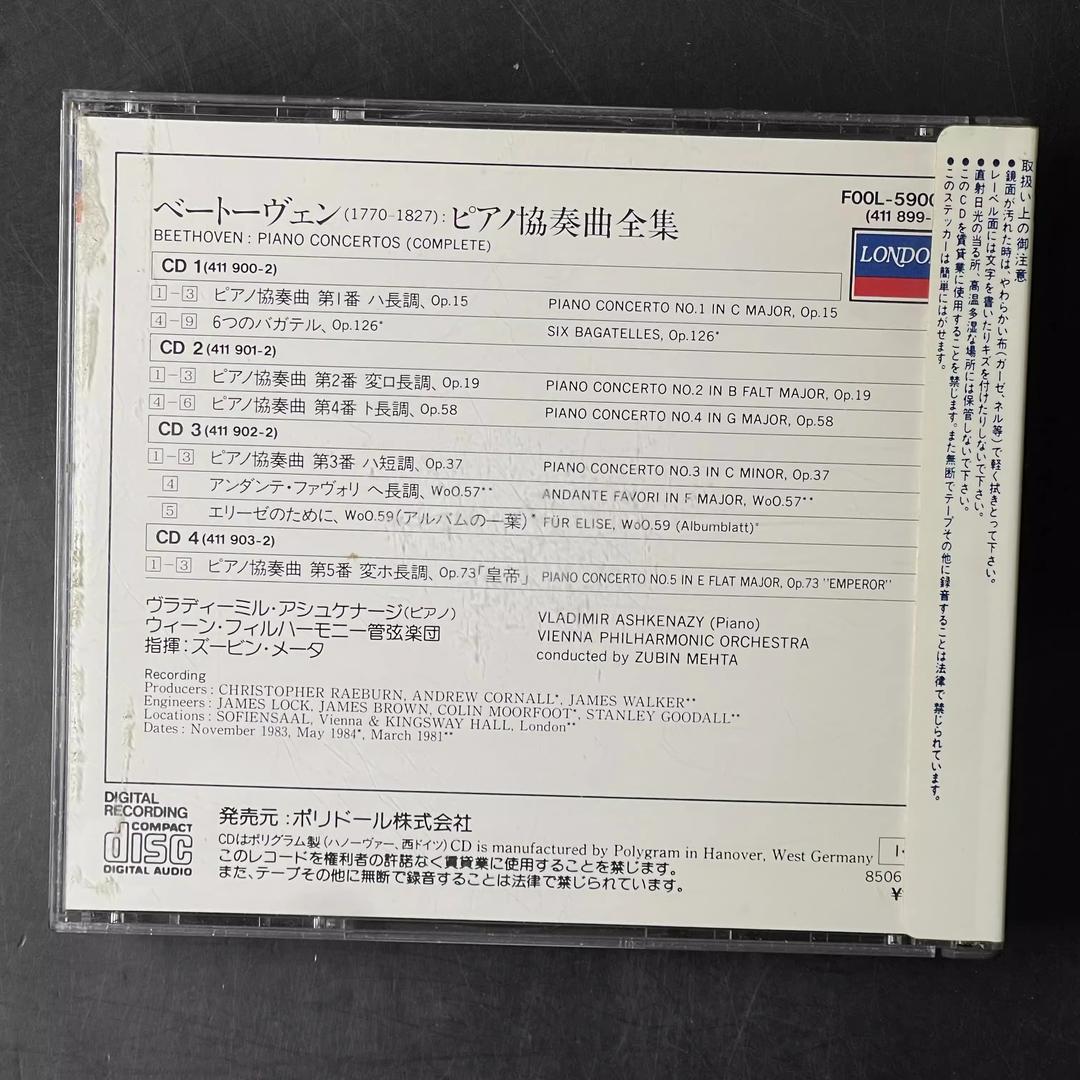 ベートーヴェン(1770-1827):ピアノ協奏曲全集
BEETHOVEN : PIANO CONCERTOS (COMPLETE)
FOOL-5900
(411 899-
LONDON
CD 1 (411 900-2)
1-3 ピアノ協奏曲 第1番 ハ長調、Op.15 PIANO CONCERTO NO.1 IN C MAJOR, Op.15
4-9 6つのバガテル、Op.126* SIX BAGATELLES, Op.126*
CD 2 (411 901-2)
1-3 ピアノ協奏曲 第2番 変ロ長調、Op.19 PIANO CONCERTO NO.2 IN B FALT MAJOR, Op.19
4-6 ピアノ協奏曲 第4番 ト長調、Op.58 PIANO CONCERTO NO.4 IN G MAJOR, Op.58
CD 3 (411 902-2)
1-3 ピアノ協奏曲 第3番 ハ短調、Op.37 PIANO CONCERTO NO.3 IN C MINOR, Op.37
4 アンダンテ・ファヴォリ ヘ長調、WoO.57** ANDANTE FAVORI IN F MAJOR, WoO.57**
5 エリーゼのために、WoO.59(アルバムの一葉)* FÜR ELISE, WoO.59 (Albumblatt)*
CD 4 (411 903-2)
1-3 ピアノ協奏曲 第5番 変ホ長調、Op.73「皇帝」 PIANO CONCERTO NO.5 IN E FLAT MAJOR, Op.73 "EMPEROR"
ヴラディーミル・アシュケナージ(ピアノ) VLADIMIR ASHKENAZY (Piano)
ウィーン・フィルハーモニー管弦楽団 VIENNA PHILHARMONIC ORCHESTRA
指揮:ズービン・メータ conducted by ZUBIN MEHTA
Recording
Producers : CHRISTOPHER RAEBURN, ANDREW CORNALL*, JAMES WALKER**
Engineers : JAMES LOCK, JAMES BROWN, COLIN MOORFOOT*, STANLEY GOODALL**
Locations : SOFIENSAAL, Vienna & KINGSWAY HALL, London**
Dates : November 1983, May 1984*, March 1981**
DIGITAL
RECORDING
COMPACT
disc
DIGITAL AUDIO
発売元:ポリドール株式会社
CDはポリグラム製(ハノーヴァー、西ドイツ) CD is manufactured by Polygram in Hanover, West Germany
このレコードを権利者の許諾なく賃貸業に使用することを禁じます。
また、テープその他に無断で録音することは法律で禁じられています。
8506
¥
取扱い上の御注意
●鏡面が汚れた時は、やわらかい布(ガーゼ、ネル等)で軽く拭きとって下さい。
●レーベル面には文字を書いたりキズを付けたりしないで下さい。
●直射日光の当る所、高温多湿な場所には保管しないで下さい。
●このCDを賃貸業に使用することを禁じます。また無断でテープその他に録音することは法律で禁じられています。
●このステッカーは簡単にはがせます。